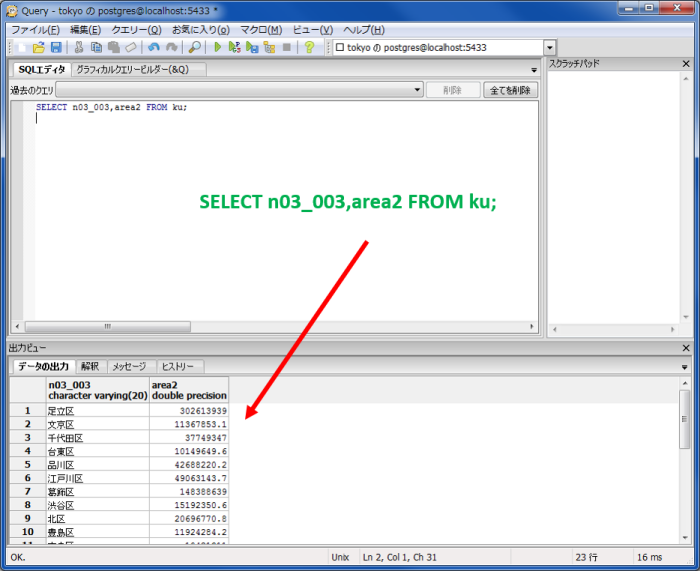 Query - tokyo の postgres@localhost:5433 *
ファイル(F) 編集(E) クエリー(Q) お気に入り(a) マクロ(M) ビュー(V) ヘルプ(H)
tokyo の postgres@localhost:5433
SQLエディタ グラフィカルクエリービルダー(&Q)
スクラッチパッド
過去のクエリ 削除 全てを削除
SELECT n03_003,area2 FROM ku;
SELECT n03_003,area2 FROM ku;
出力ビュー
データの出力 解釈 メッセージ ヒストリー
n03_003 area2
character varying(20) double precision
1 足立区 302613939
2 文京区 11367853.1
3 千代田区 37749347
4 台東区 10149649.6
5 品川区 42688220.2
6 江戸川区 49063143.7
7 葛飾区 148388639
8 渋谷区 15192350.6
9 北区 20696770.8
10 豊島区 11924284.2
OK. Unix Ln 2, Col 1, Ch 31 23 行 16 ms